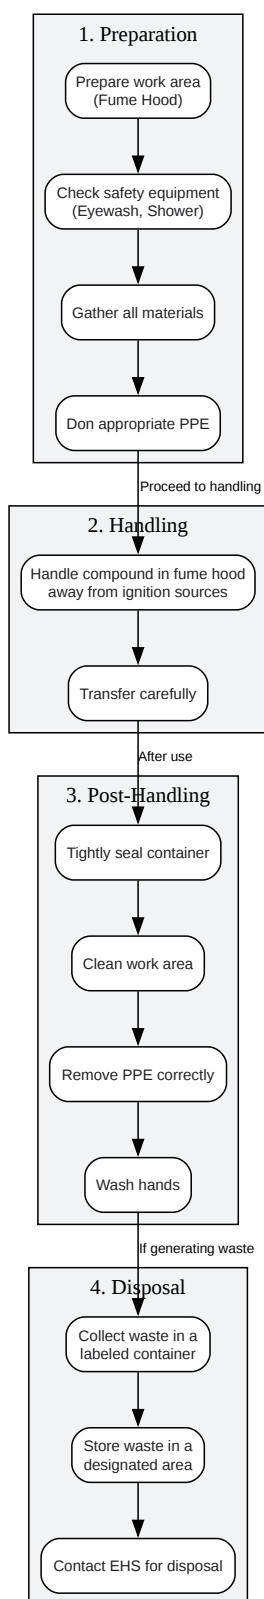 1. Preparation
Prepare work area
(Fume Hood)
Check safety equipment
(Eyewash, Shower)
Gather all materials
Don appropriate PPE
Proceed to handling
2. Handling
Handle compound in fume hood
away from ignition sources
Transfer carefully
After use
3. Post-Handling
Tightly seal container
Clean work area
Remove PPE correctly
Wash hands
If generating waste
4. Disposal
Collect waste in a
labeled container
Store waste in a
designated area
Contact EHS for disposal